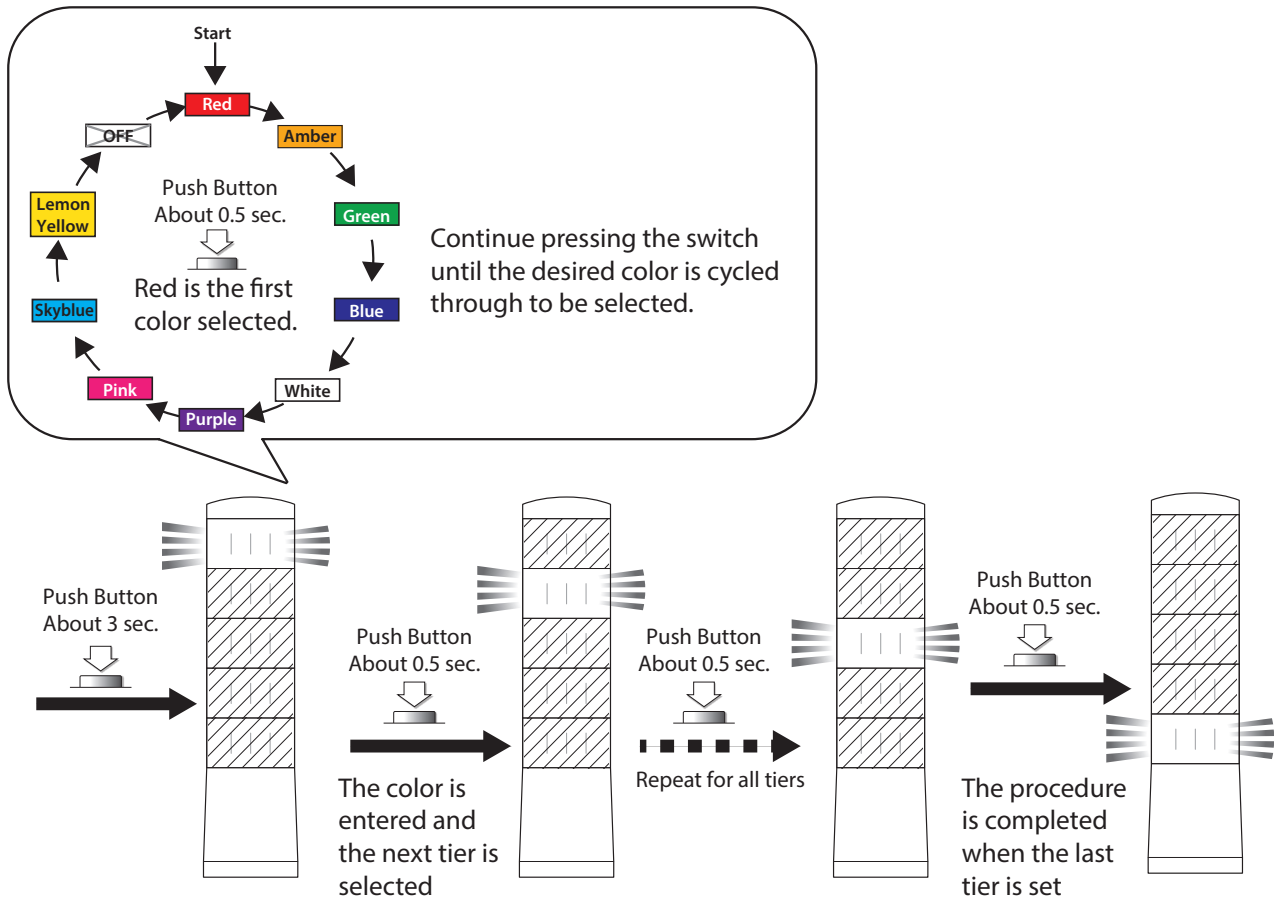 Start
Red
Amber
Green
Blue
White
Purple
Pink
Skyblue
Lemon
Yellow
OFF
Push Button
About 0.5 sec.
Red is the first
color selected.
Continue pressing the switch
until the desired color is cycled
through to be selected.
Push Button
About 3 sec.
Push Button
About 0.5 sec.
The color is
entered and
the next tier is
selected
Push Button
About 0.5 sec.
Repeat for all tiers
Push Button
About 0.5 sec.
The procedure
is completed
when the last
tier is set